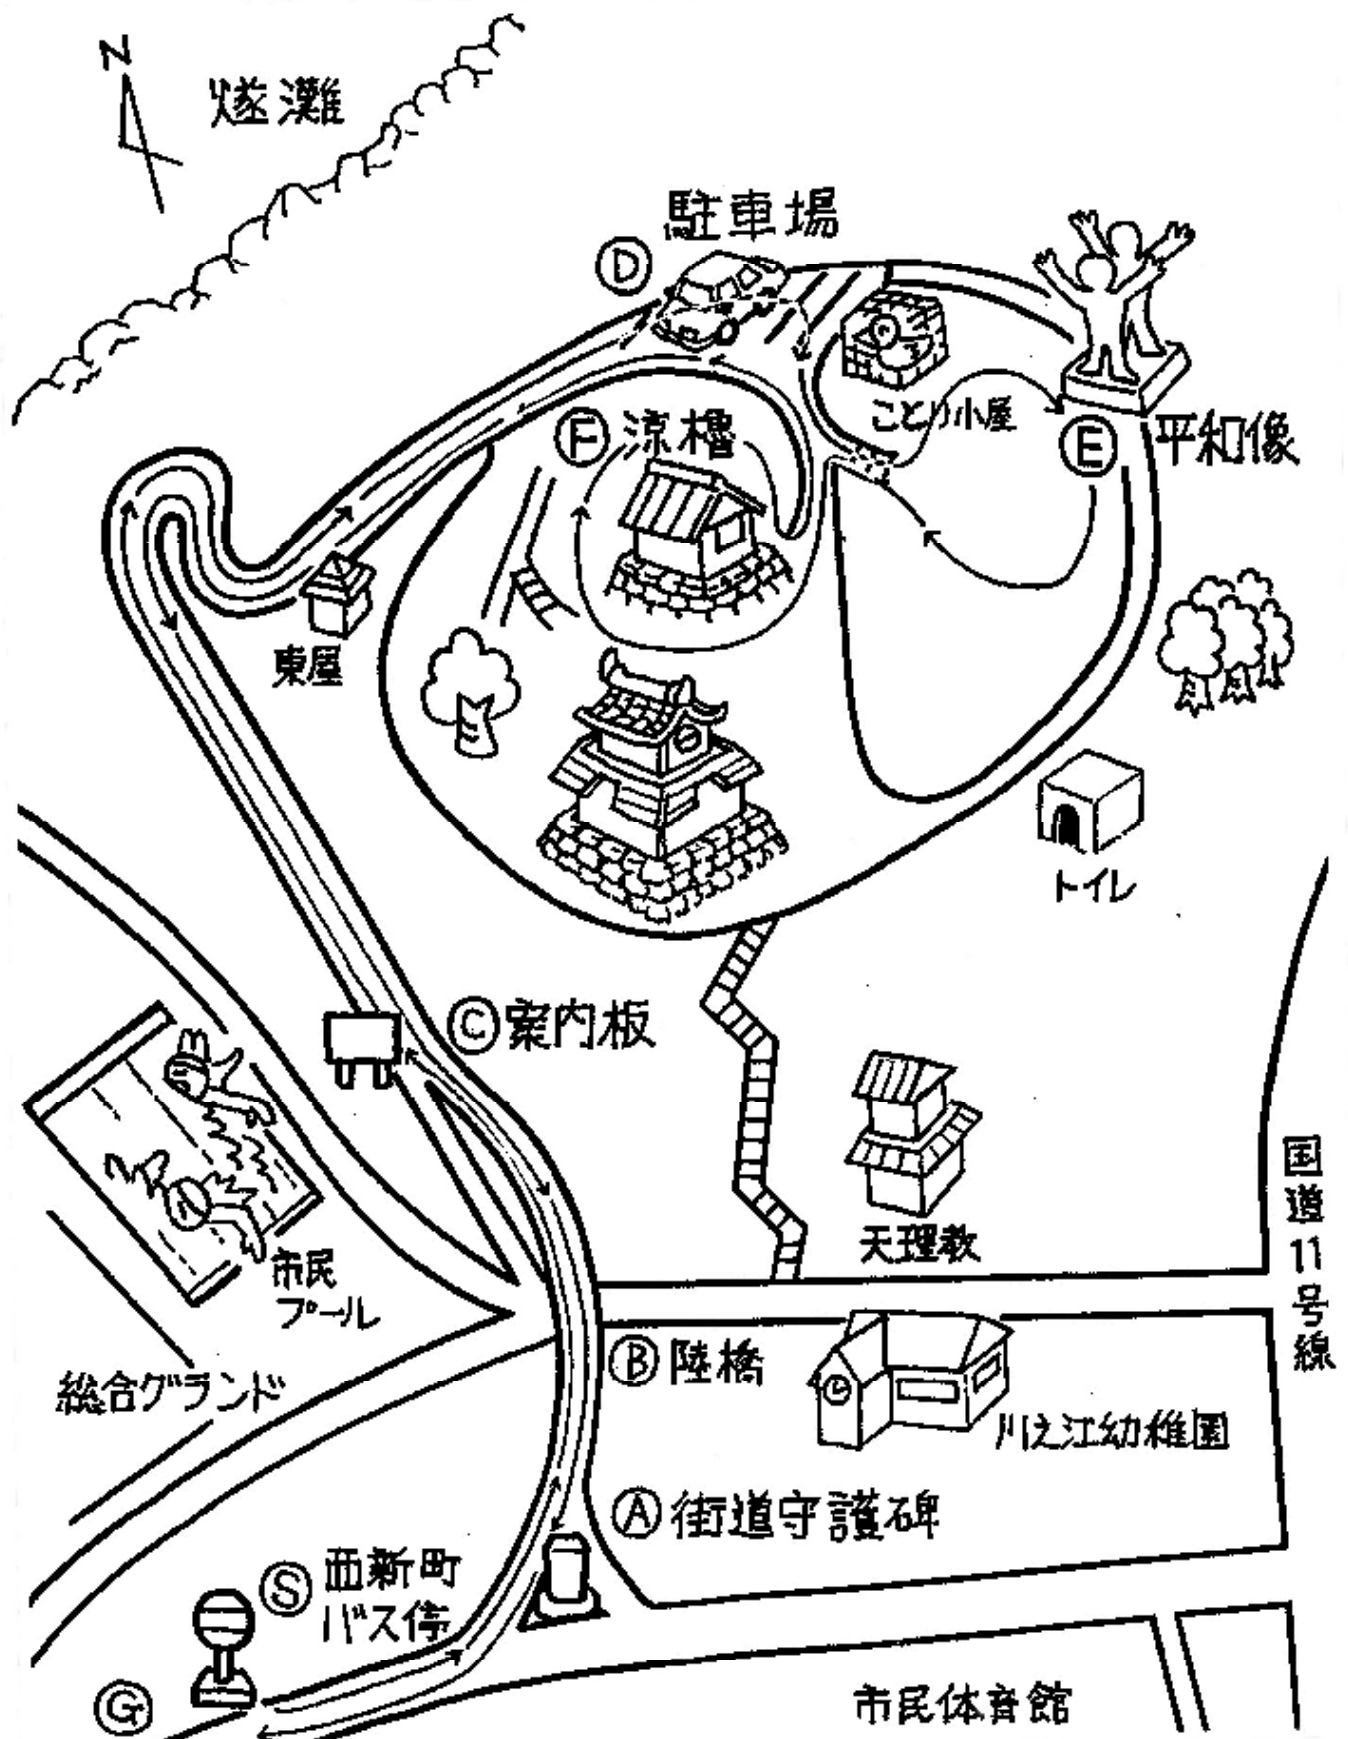 N
燧灘
駐車場
Ⓓ
ことり小屋
Ⓕ 涼櫓
Ⓔ 平和像
東屋
トイレ
Ⓒ 案内板
天理教
国道11号線
市民
プール
Ⓑ 陸橋
総合グランド
川之江幼稚園
Ⓐ 街道守護碑
Ⓢ 西新町
バス停
Ⓖ
市民体育館